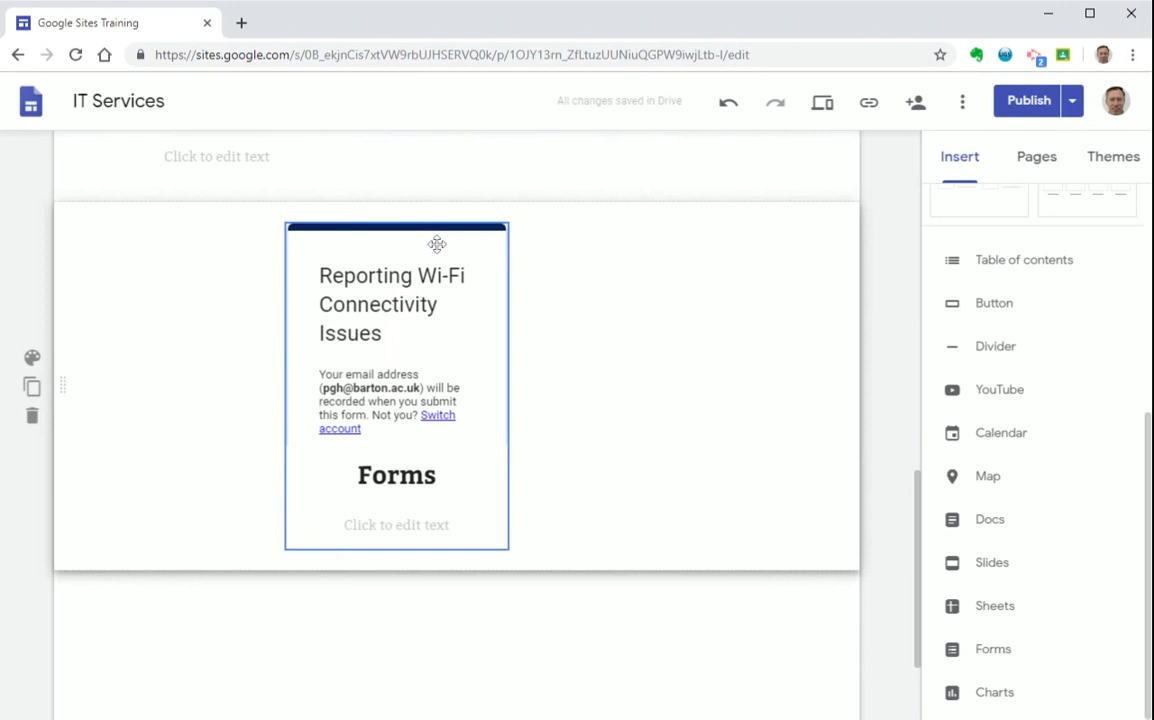 Google Sites Training
https://sites.google.com/s/0B_ekjnCis7xtVW9rbUJHSERVQ0k/p/1OJY13rn_ZfLtuzUUNiuQGPW9iwjLtb-I/edit
2
IT Services
All changes saved in Drive
Publish
Click to edit text
Insert
Pages
Themes
Reporting Wi-Fi
Connectivity
Issues
Your email address
(pgh@barton.ac.uk) will be
recorded when you submit
this form. Not you? Switch
account
Forms
Click to edit text
Table of contents
Button
Divider
YouTube
Calendar
Map
Docs
Slides
Sheets
Forms
Charts